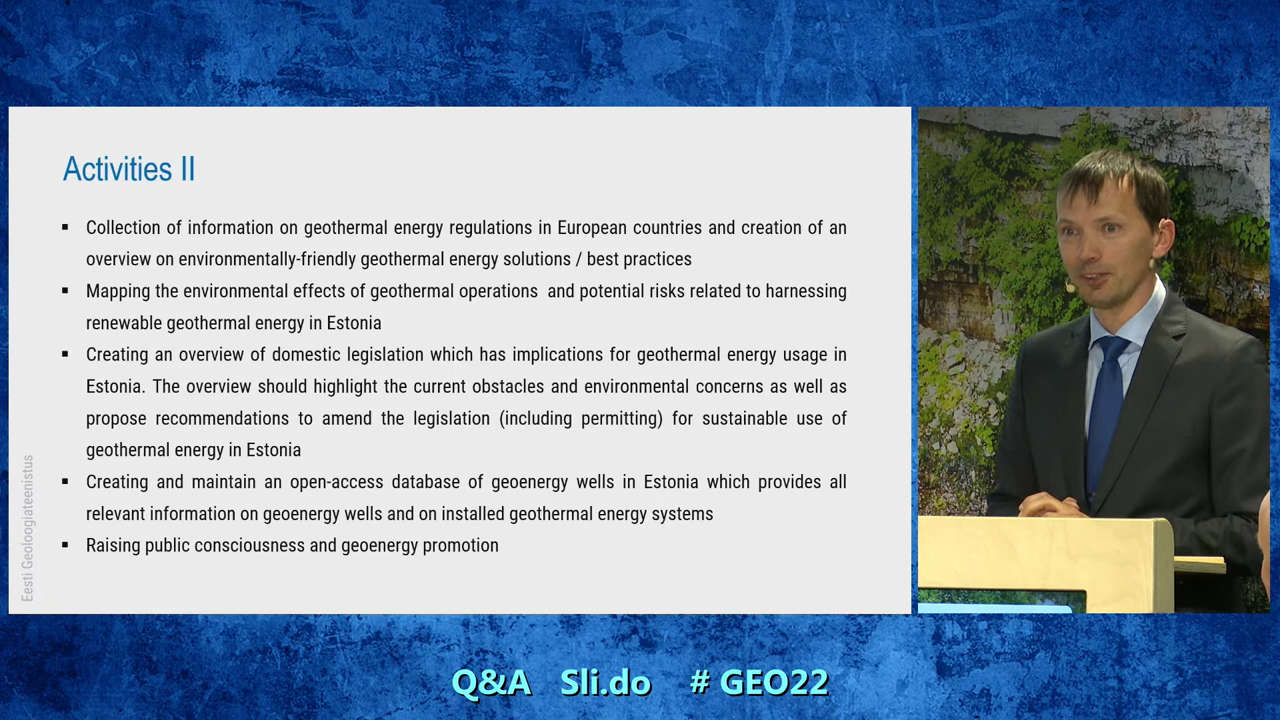 Activities II
▪ Collection of information on geothermal energy regulations in European countries and creation of an
overview on environmentally-friendly geothermal energy solutions / best practices
▪ Mapping the environmental effects of geothermal operations  and potential risks related to harnessing
renewable geothermal energy in Estonia
▪ Creating an overview of domestic legislation which has implications for geothermal energy usage in
Estonia. The overview should highlight the current obstacles and environmental concerns as well as
propose recommendations to amend the legislation (including permitting) for sustainable use of
geothermal energy in Estonia
▪ Creating and maintain an open-access database of geoenergy wells in Estonia which provides all
relevant information on geoenergy wells and on installed geothermal energy systems
▪ Raising public consciousness and geoenergy promotion
Eesti Geoloogiateenistus
Q&A Sli.do # GEO22